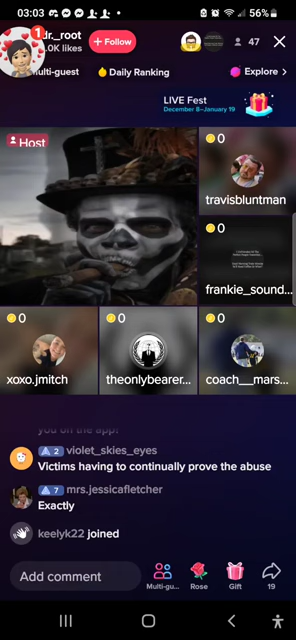 03:03
56%
1
dr._root
.0K likes
+ Follow
47
Multi-guest
Daily Ranking
Explore >
LIVE Fest
December 8–January 19
Host
0
travisbluntman
0
frankie_sound...
0
xoxo.jmitch
0
theonlybearer...
0
coach__mars...
you on the app!
2 violet_skies_eyes
Victims having to continually prove the abuse
7 mrs.jessicafletcher
Exactly
keelyk22 joined
Add comment
Multi-gu...
Rose
Gift
19